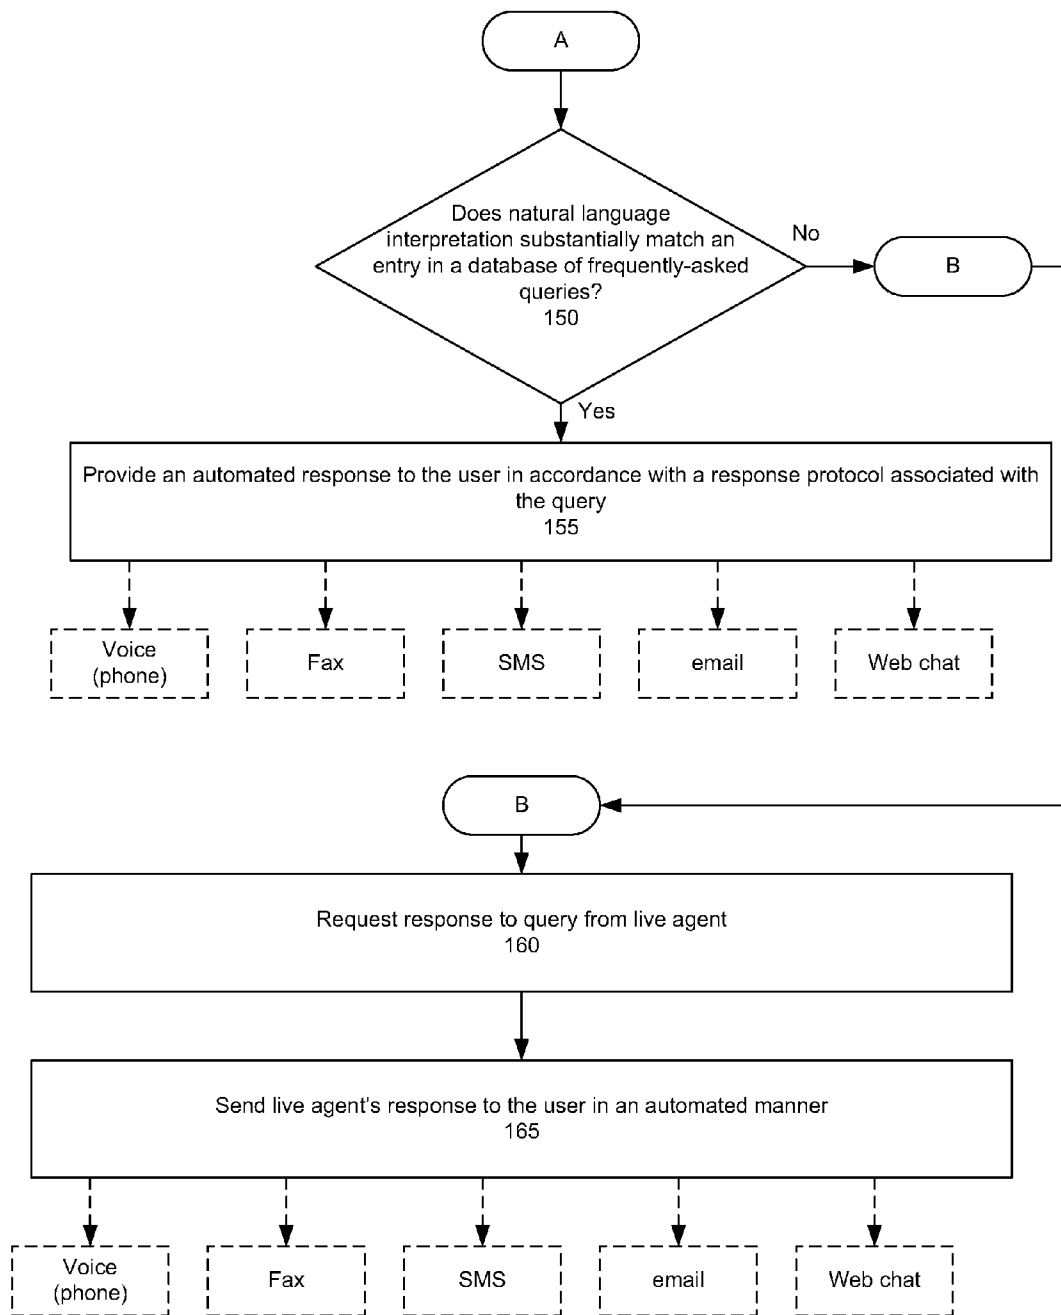 A
Does natural language
interpretation substantially match an
entry in a database of frequently-asked
queries?
150
No
B
Yes
Provide an automated response to the user in accordance with a response protocol associated with
the query
155
Voice
(phone)
Fax
SMS
email
Web chat
B
Request response to query from live agent
160
Send live agent's response to the user in an automated manner
165
Voice
(phone)
Fax
SMS
email
Web chat